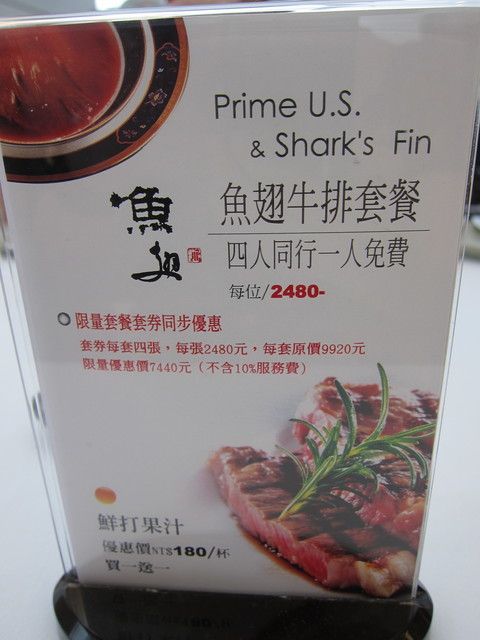 Prime U.S.
& Shark's Fin
魚翅
魚翅牛排套餐
四人同行一人免費
每位/2480-
限量套餐套券同步優惠
套券每套四張，每張2480元，每套原價9920元
限量優惠價7440元（不含10%服務費）
鮮打果汁
優惠價NT$180/杯
買一送一